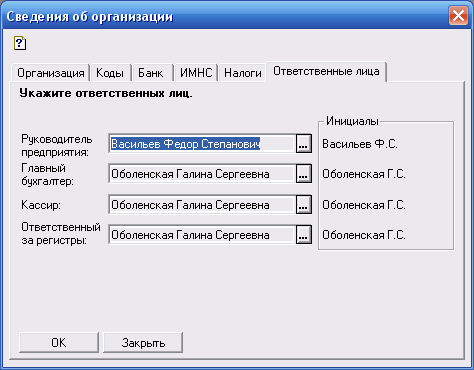 Сведения об организации
Организация Коды Банк ИМНС Налоги Ответственные лица
Укажите ответственных лиц.
Инициалы
Руководитель
предприятия: Васильев Федор Степанович ... Васильев Ф.С.
Главный
бухгалтер: Оболенская Галина Сергеевна ... Оболенская Г.С.
Кассир: Оболенская Галина Сергеевна ... Оболенская Г.С.
Ответственный
за регистры: Оболенская Галина Сергеевна ... Оболенская Г.С.
OK Закрыть